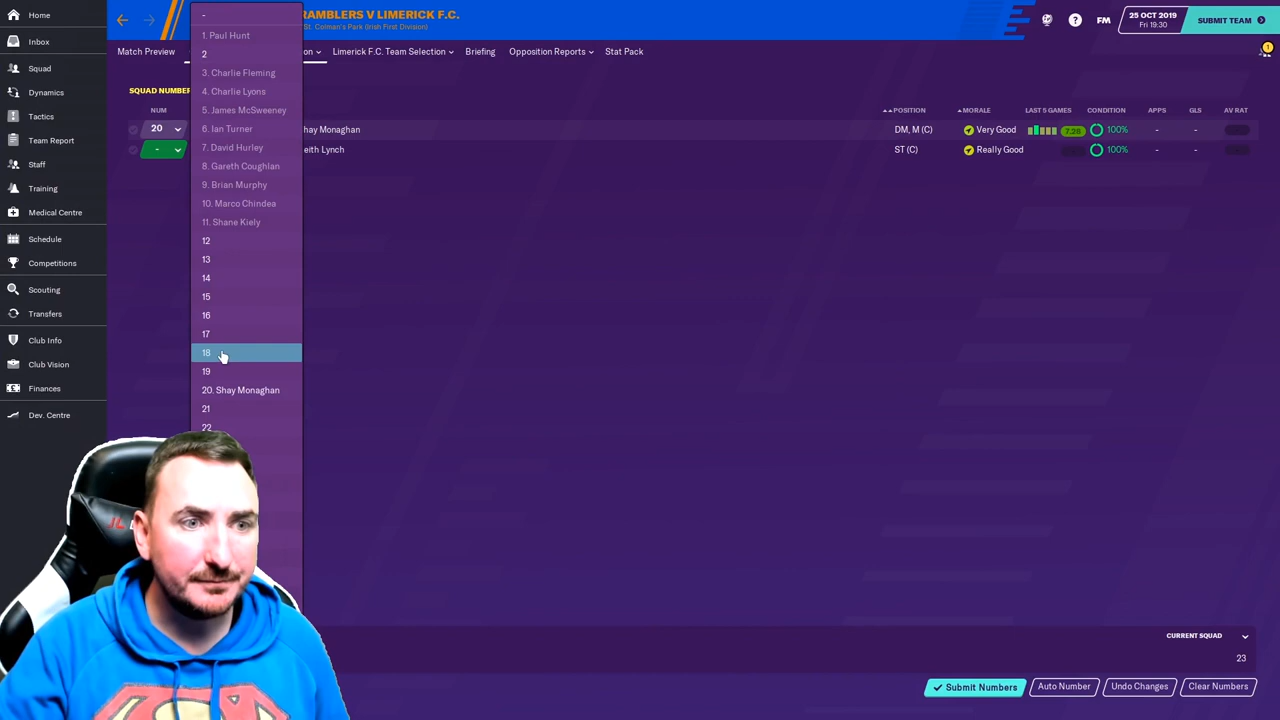 Home
RAMBLERS V LIMERICK F.C.
St. Colman's Park (Irish First Division)
FM
25 OCT 2019
Fri 19:30
SUBMIT TEAM
Inbox
Match Preview
Limerick F.C. Team Selection
Briefing
Opposition Reports
Stat Pack
1
Squad
Dynamics
Tactics
Team Report
Staff
Training
Medical Centre
Schedule
Competitions
Scouting
Transfers
Club Info
Club Vision
Finances
Dev. Centre
SQUAD NUMBER
NUM
POSITION
MORALE
LAST 5 GAMES
CONDITION
APPS
GLS
AV RAT
20
hay Monaghan
DM, M (C)
Very Good
7.28
100%
-
-
-
-
eith Lynch
ST (C)
Really Good
100%
-
-
-
-
1. Paul Hunt
2
3. Charlie Fleming
4. Charlie Lyons
5. James McSweeney
6. Ian Turner
7. David Hurley
8. Gareth Coughlan
9. Brian Murphy
10. Marco Chindea
11. Shane Kiely
12
13
14
15
16
17
18
19
20. Shay Monaghan
21
22
CURRENT SQUAD
23
Submit Numbers
Auto Number
Undo Changes
Clear Numbers